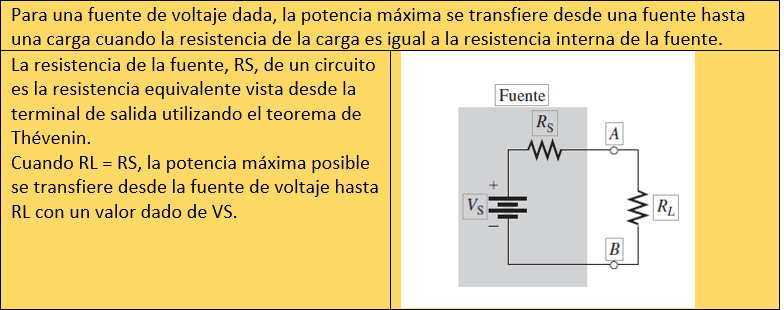 Para una fuente de voltaje dada, la potencia máxima se transfiere desde una fuente hasta
una carga cuando la resistencia de la carga es igual a la resistencia interna de la fuente.
La resistencia de la fuente, RS, de un circuito
es la resistencia equivalente vista desde la
terminal de salida utilizando el teorema de
Thévenin.
Cuando RL = RS, la potencia máxima posible
se transfiere desde la fuente de voltaje hasta
RL con un valor dado de VS.
Fuente
RS
A
+
VS
−
RL
B